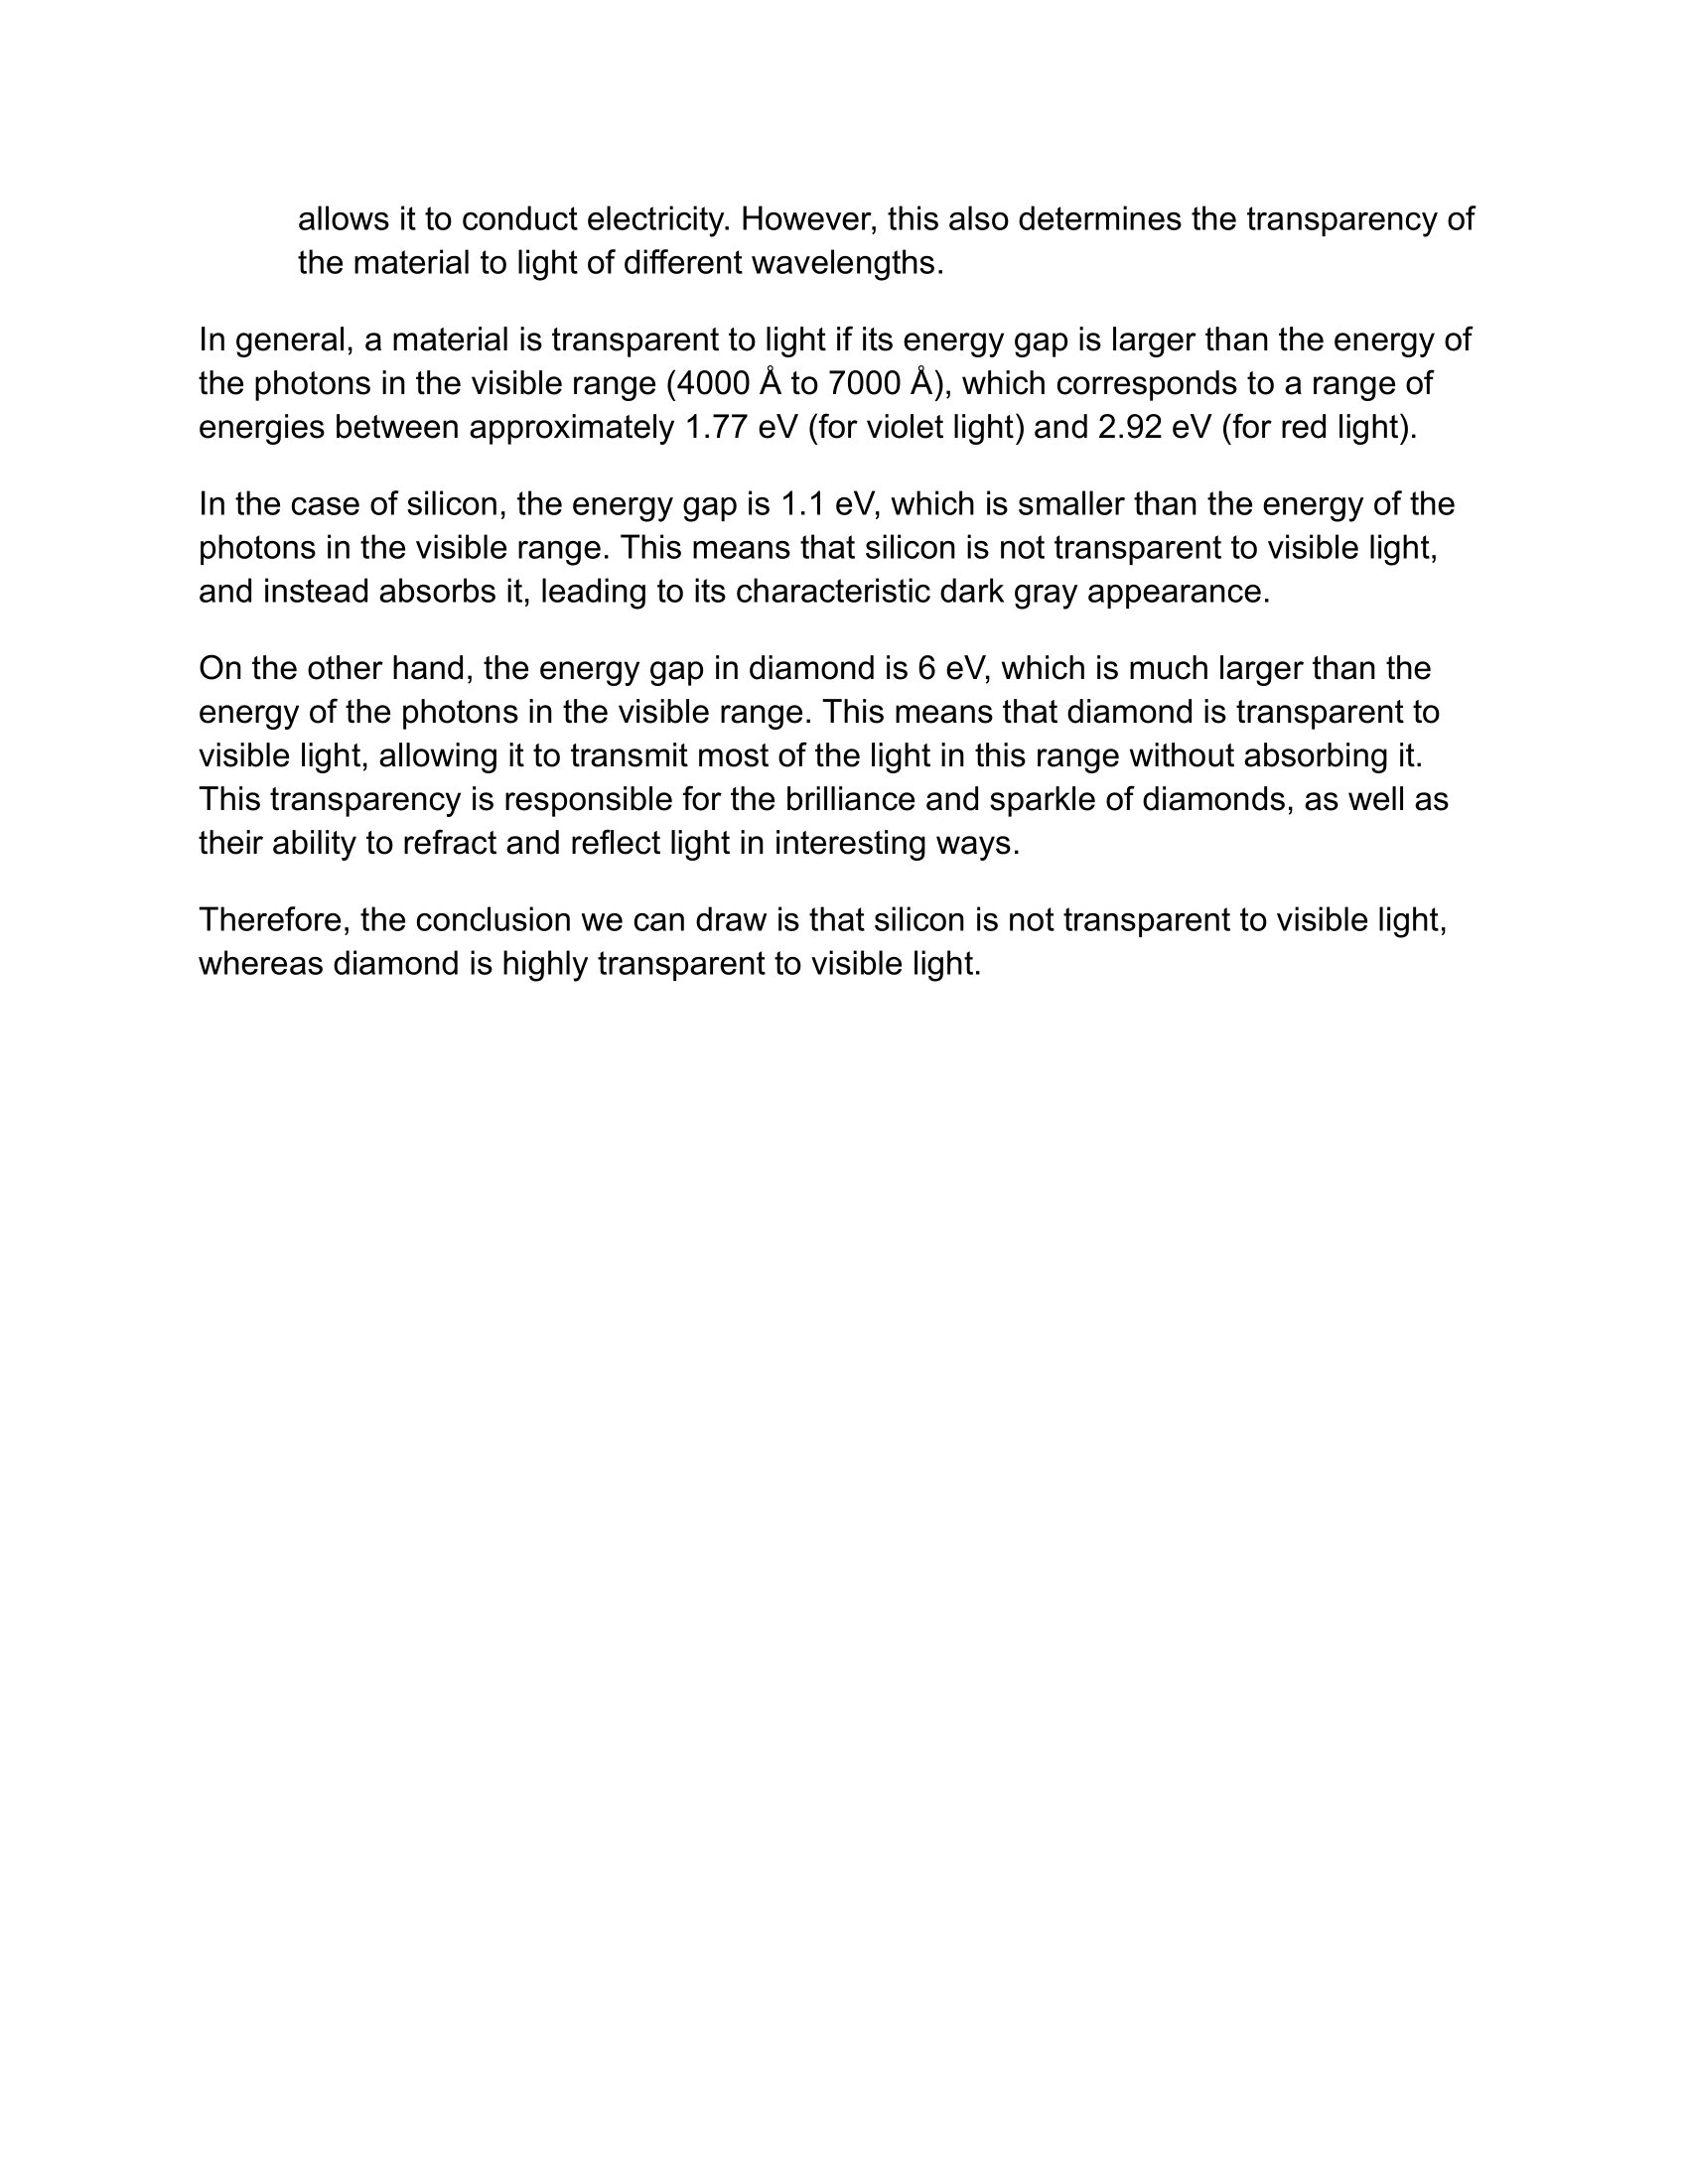 allows it to conduct electricity. However, this also determines the transparency of
the material to light of different wavelengths.
In general, a material is transparent to light if its energy gap is larger than the energy of
the photons in the visible range (4000 Å to 7000 Å), which corresponds to a range of
energies between approximately 1.77 eV (for violet light) and 2.92 eV (for red light).
In the case of silicon, the energy gap is 1.1 eV, which is smaller than the energy of the
photons in the visible range. This means that silicon is not transparent to visible light,
and instead absorbs it, leading to its characteristic dark gray appearance.
On the other hand, the energy gap in diamond is 6 eV, which is much larger than the
energy of the photons in the visible range. This means that diamond is transparent to
visible light, allowing it to transmit most of the light in this range without absorbing it.
This transparency is responsible for the brilliance and sparkle of diamonds, as well as
their ability to refract and reflect light in interesting ways.
Therefore, the conclusion we can draw is that silicon is not transparent to visible light,
whereas diamond is highly transparent to visible light.